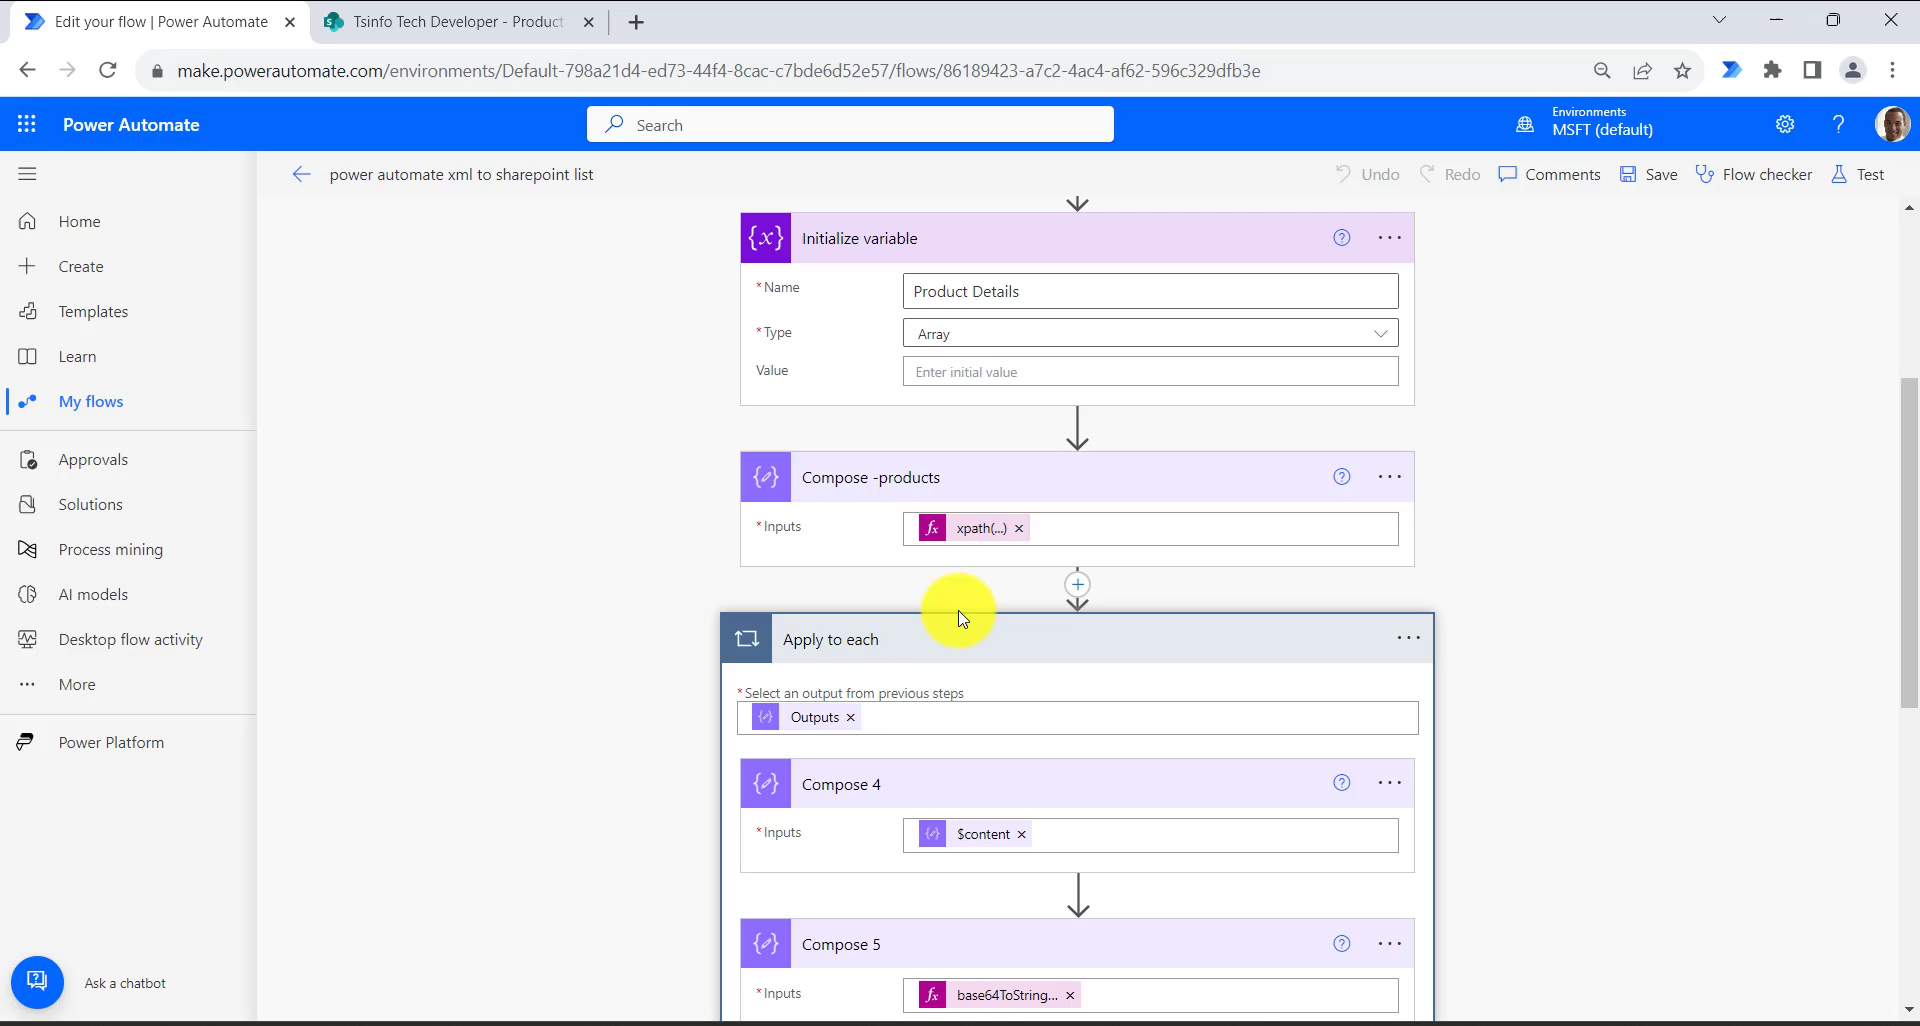 Edit your flow | Power Automate
Tsinfo Tech Developer - Product
make.powerautomate.com/environments/Default-798a21d4-ed73-44f4-8cac-c7bde6d52e57/flows/86189423-a7c2-4ac4-af62-596c329dfb3e
Power Automate
Search
Environments
MSFT (default)
power automate xml to sharepoint list
Undo
Redo
Comments
Save
Flow checker
Test
Home
Create
Templates
Learn
My flows
Approvals
Solutions
Process mining
AI models
Desktop flow activity
More
Power Platform
Ask a chatbot
{x} Initialize variable
* Name
Product Details
* Type
Array
Value
Enter initial value
Compose -products
* Inputs
fx xpath(...)
Apply to each
* Select an output from previous steps
Outputs
Compose 4
* Inputs
$content
Compose 5
* Inputs
fx base64ToString...